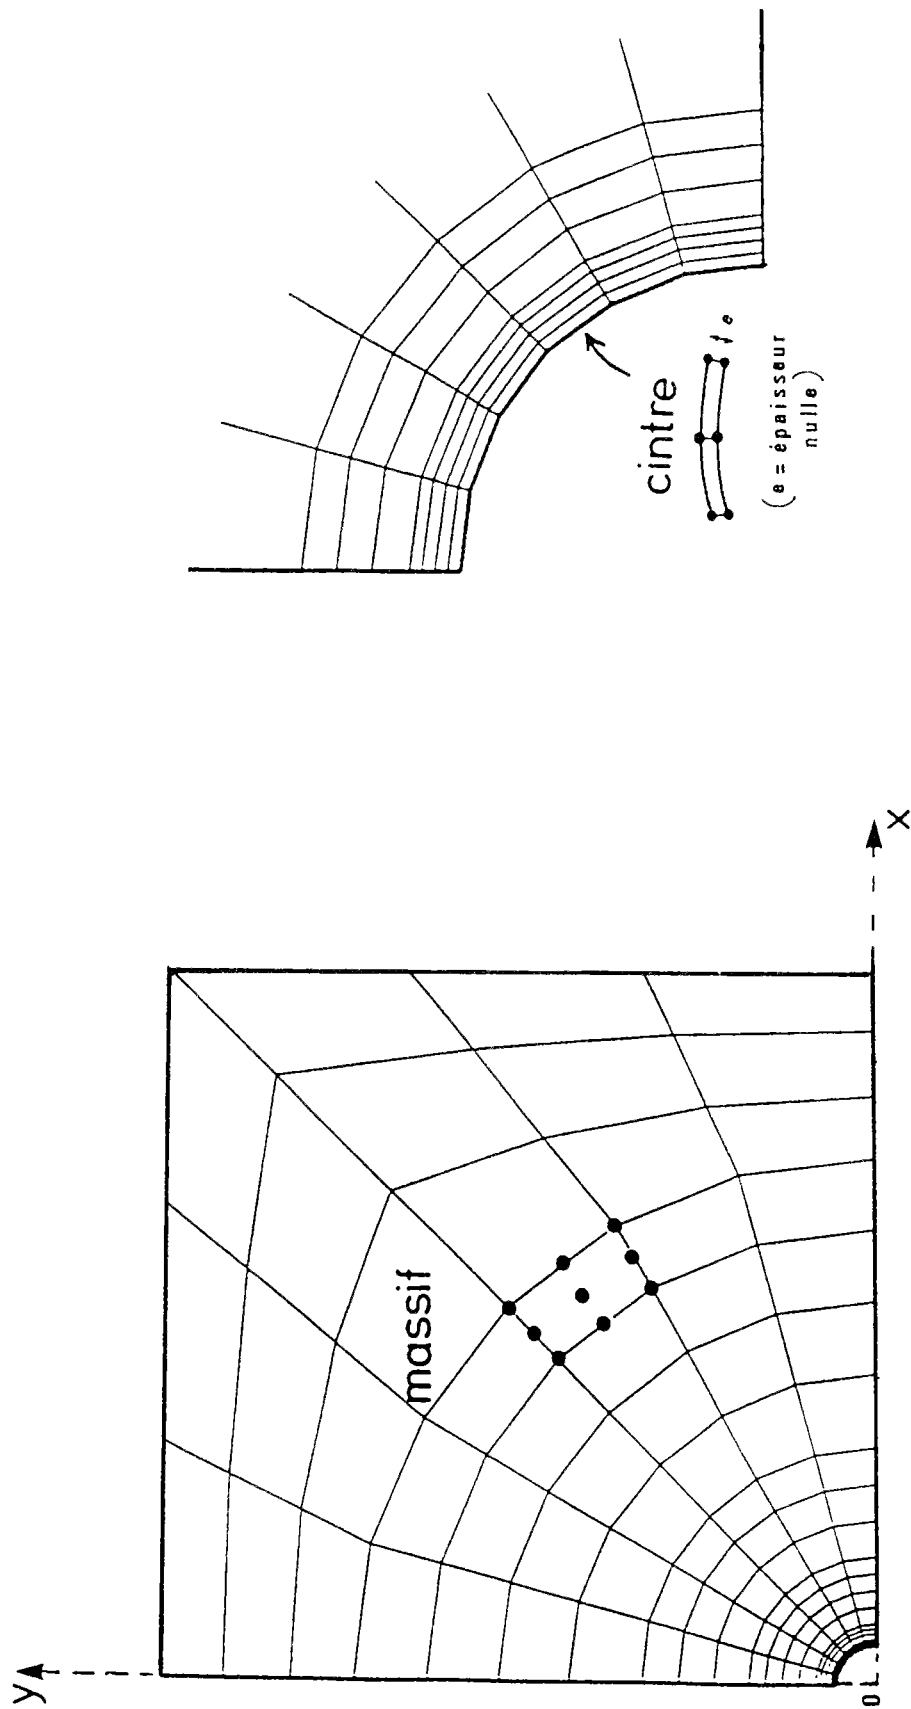 y
massif
0
x
cintre
e
(e = épaisseur
nulle)